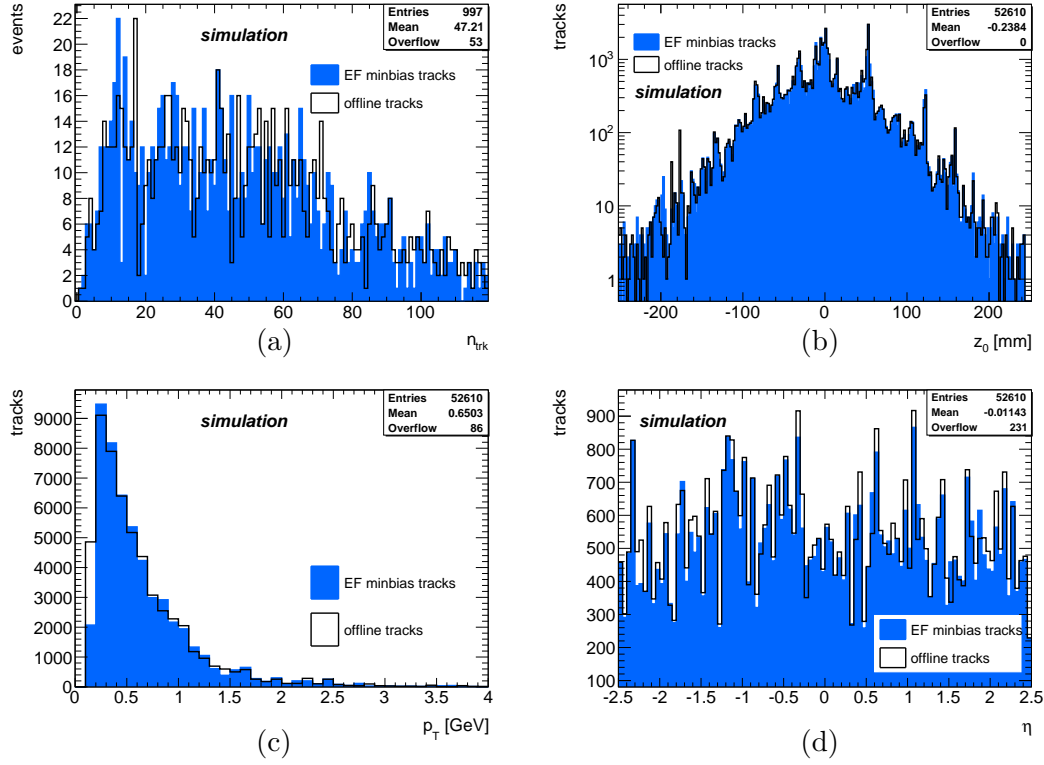 events
22
20
18
16
14
12
10
8
6
4
2
0
0 20 40 60 80 100
n_trk
simulation
Entries 997
Mean 47.21
Overflow 53
EF minbias tracks
offline tracks
(a)
tracks
10^3
10^2
10
1
-200 -100 0 100 200
z_0 [mm]
EF minbias tracks
offline tracks
simulation
Entries 52610
Mean -0.2384
Overflow 0
(b)
tracks
9000
8000
7000
6000
5000
4000
3000
2000
1000
0
0 0.5 1 1.5 2 2.5 3 3.5 4
p_T [GeV]
simulation
Entries 52610
Mean 0.6503
Overflow 86
EF minbias tracks
offline tracks
(c)
tracks
900
800
700
600
500
400
300
200
100
-2.5 -2 -1.5 -1 -0.5 0 0.5 1 1.5 2 2.5
η
simulation
Entries 52610
Mean -0.01143
Overflow 231
EF minbias tracks
offline tracks
(d)